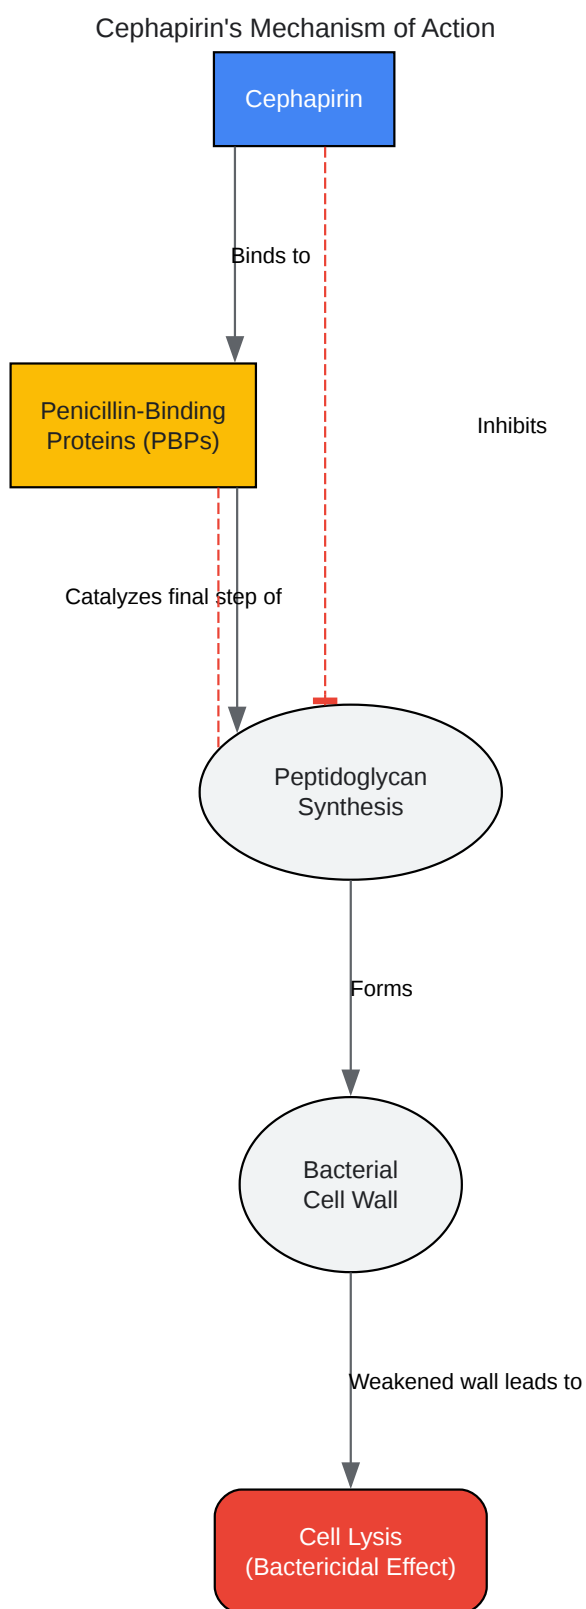 Cephapirin's Mechanism of Action
Cephapirin
Binds to
Penicillin-Binding
Proteins (PBPs)
Inhibits
Catalyzes final step of
Peptidoglycan
Synthesis
Forms
Bacterial
Cell Wall
Weakened wall leads to
Cell Lysis
(Bactericidal Effect)